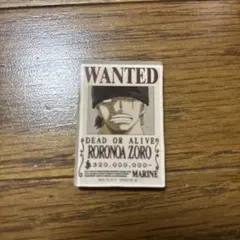 WANTED
DEAD OR ALIVE
RORONOA ZORO
320,000,000-
MARINE